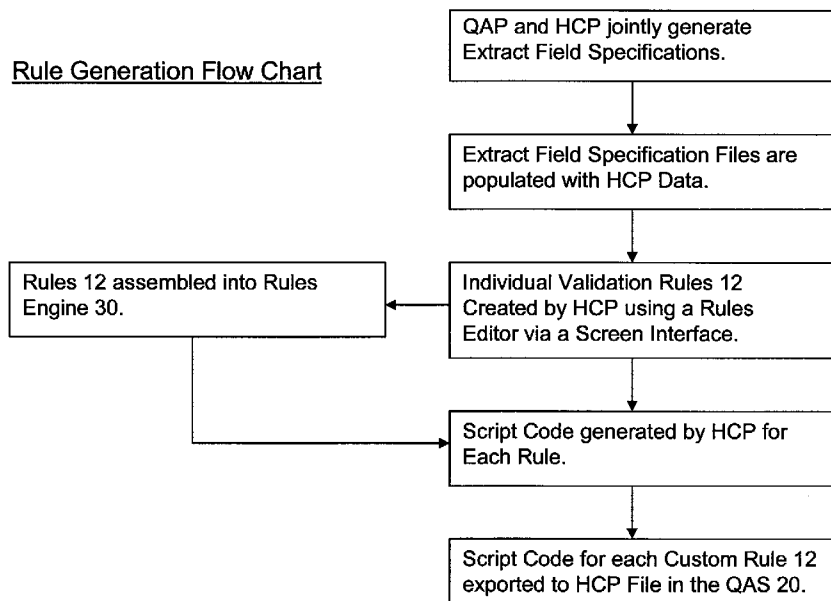 QAP and HCP jointly generate
Extract Field Specifications.
Rule Generation Flow Chart
Extract Field Specification Files are
populated with HCP Data.
Rules 12 assembled into Rules
Engine 30.
Individual Validation Rules 12
Created by HCP using a Rules
Editor via a Screen Interface.
Script Code generated by HCP for
Each Rule.
Script Code for each Custom Rule 12
exported to HCP File in the QAS 20.